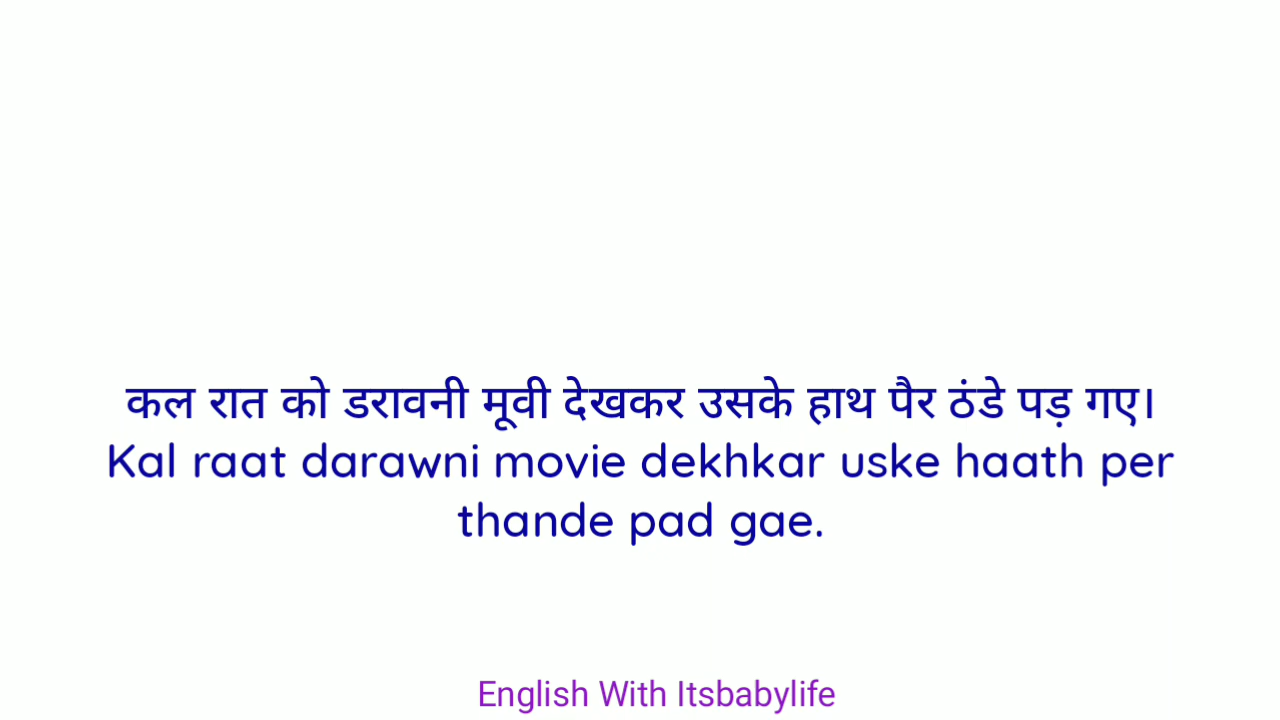 कल रात को डरावनी मूवी देखकर उसके हाथ पैर ठंडे पड़ गए।
Kal raat darawni movie dekhkar uske haath per
thande pad gae.
English With Itsbabylife